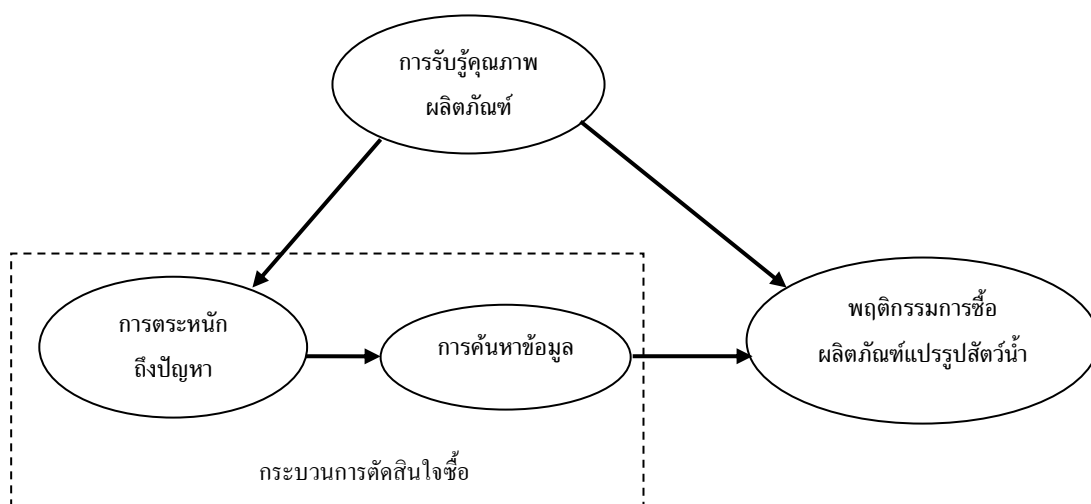 การรับรู้คุณภาพ
ผลิตภัณฑ์
การตระหนัก
ถึงปัญหา
การค้นหาข้อมูล
พฤติกรรมการซื้อ
ผลิตภัณฑ์แปรรูปสัตว์น้ำ
กระบวนการตัดสินใจซื้อ